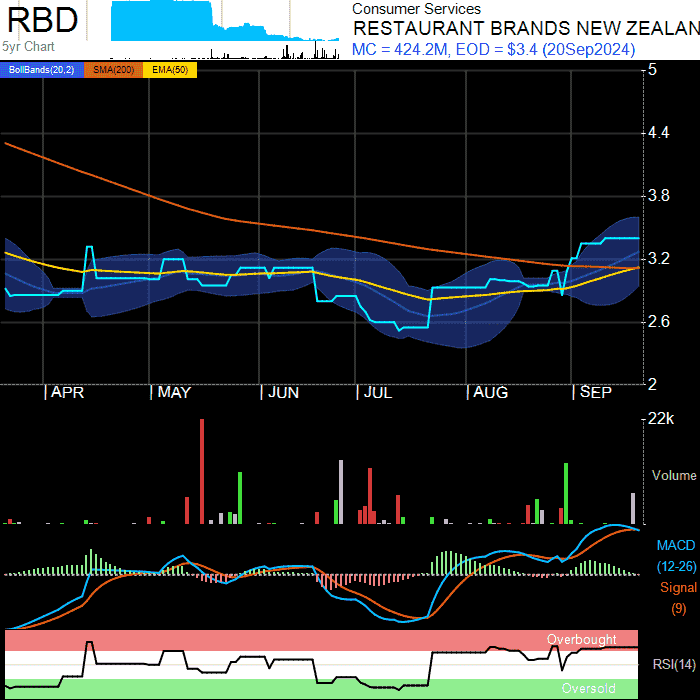 RBD
5yr Chart
Consumer Services
RESTAURANT BRANDS NEW ZEALAN
MC = 424.2M, EOD = $3.4 (20Sep2024)
BollBands(20,2) SMA(200) EMA(50)
5
4.4
3.8
3.2
2.6
2
APR MAY JUN JUL AUG SEP
22k
Volume
MACD
(12-26)
Signal
(9)
Overbought
RSI(14)
Oversold